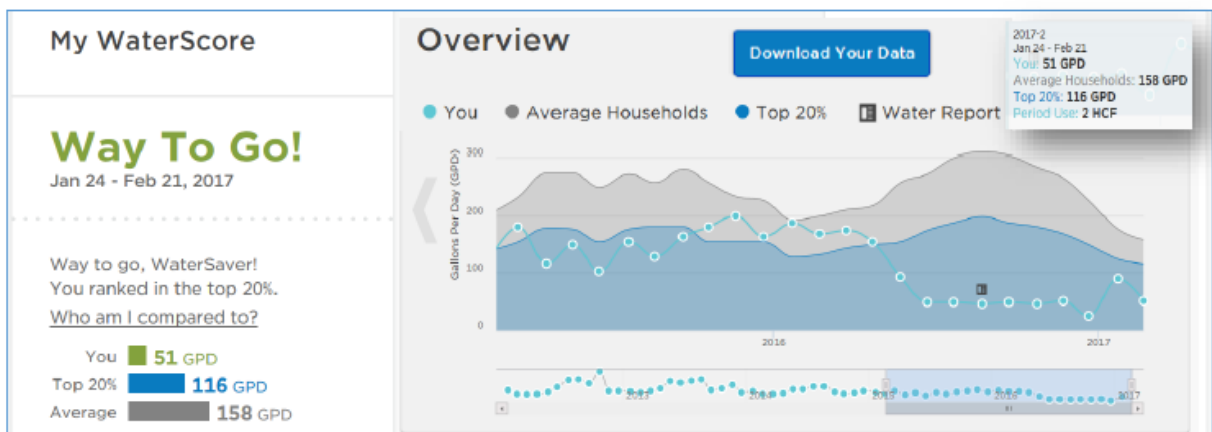 My WaterScore
Way To Go!
Jan 24 - Feb 21, 2017
Way to go, WaterSaver!
You ranked in the top 20%.
Who am I compared to?
You 51 GPD
Top 20% 116 GPD
Average 158 GPD
Overview
Download Your Data
2017-2
Jan 24 - Feb 21
You: 51 GPD
Average Households: 158 GPD
Top 20%: 116 GPD
Period Use: 2 HCF
You Average Households Top 20% Water Report
Gallons Per Day (GPD)
300
200
100
0
2016 2017
2013 2014 2015 2016 2017